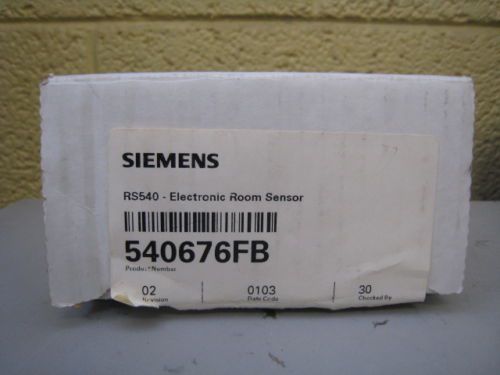 SIEMENS
RS540 - Electronic Room Sensor
540676FB
Product Number
02 0103 30
Revision Date Code Checked By